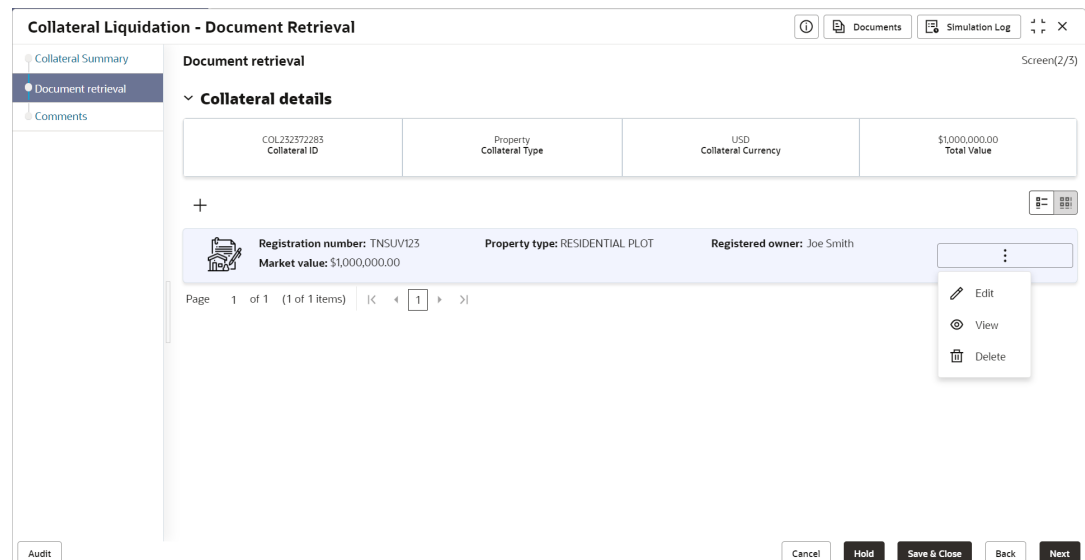 Collateral Liquidation - Document Retrieval
Documents
Simulation Log
Collateral Summary
Document retrieval
Comments
Document retrieval
Screen(2/3)
Collateral details
COL232372283
Collateral ID
Property
Collateral Type
USD
Collateral Currency
$1,000,000.00
Total Value
Registration number: TNSUV123 Property type: RESIDENTIAL PLOT Registered owner: Joe Smith
Market value: $1,000,000.00
Page 1 of 1 (1 of 1 items) 1
Edit
View
Delete
Audit Cancel Hold Save & Close Back Next